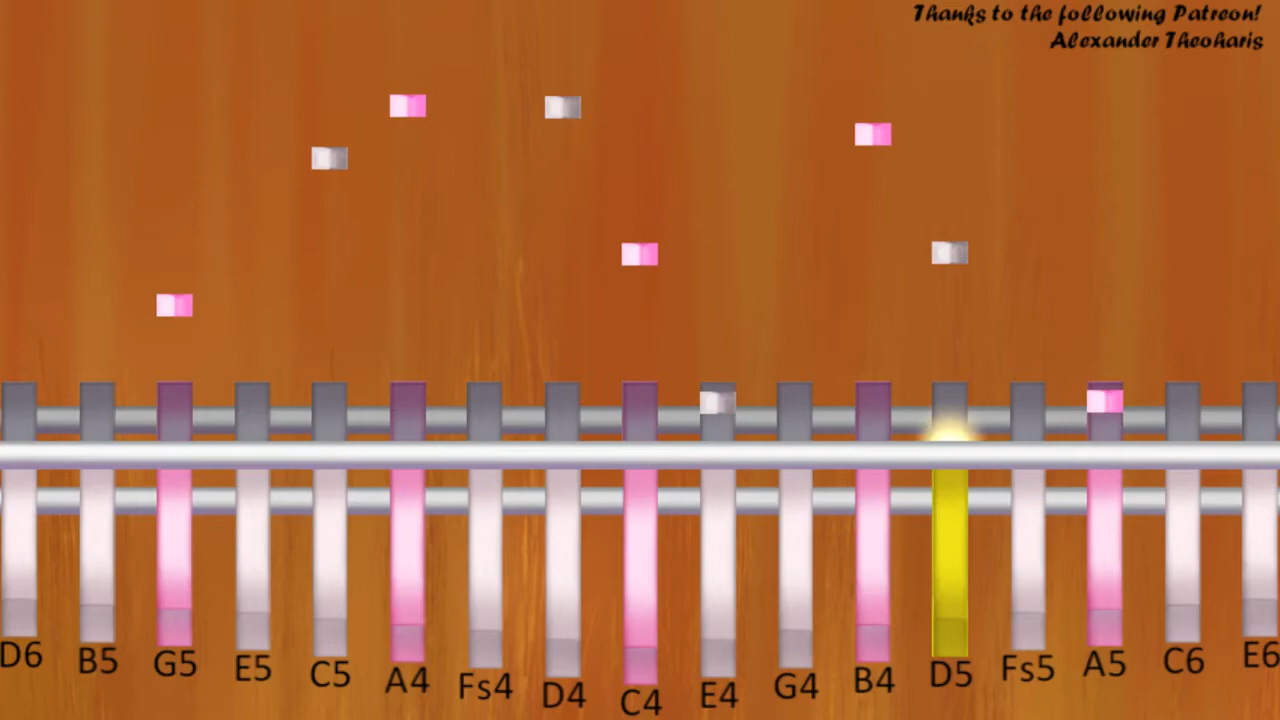 Thanks to the following Patreon!
Alexander Theoharis
D6 B5 G5 E5 C5 A4 Fs4 D4 C4 E4 G4 B4 D5 Fs5 A5 C6 E6